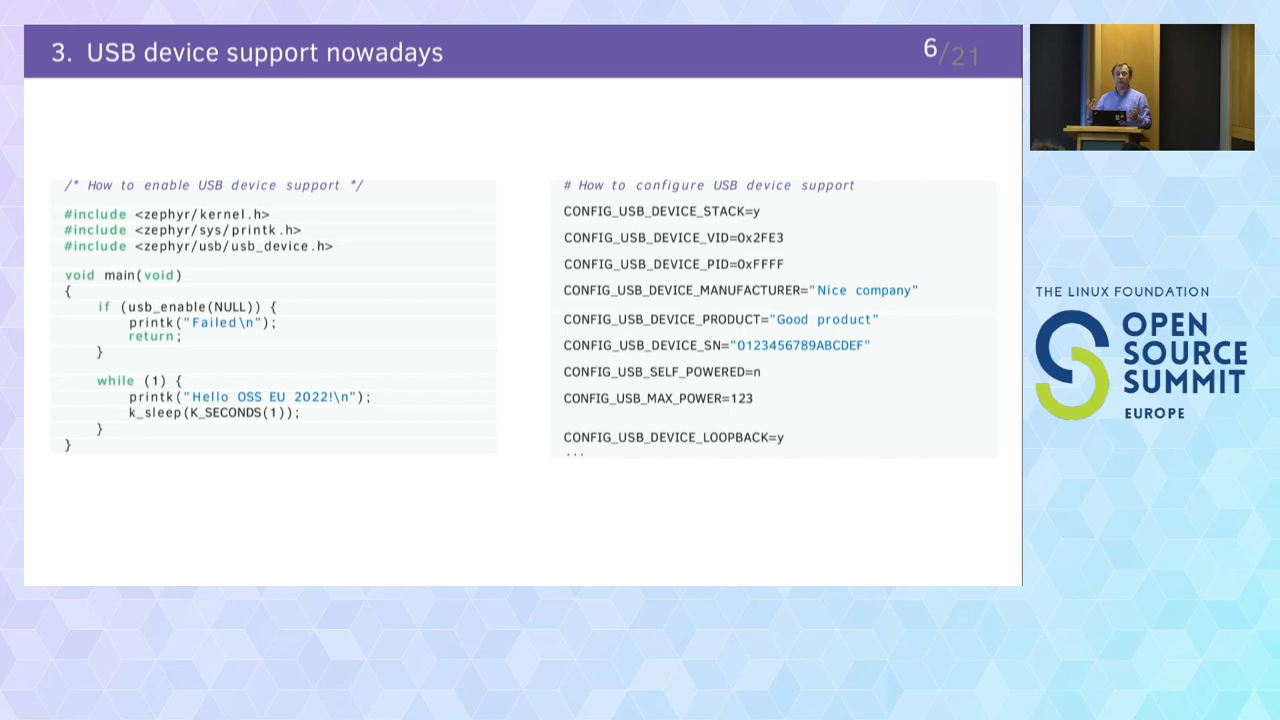 3. USB device support nowadays
6/21
/* How to enable USB device support */
#include <zephyr/kernel.h>
#include <zephyr/sys/printk.h>
#include <zephyr/usb/usb_device.h>
void main(void)
{
    if (usb_enable(NULL)) {
        printk("Failed\n");
        return;
    }
    while (1) {
        printk("Hello OSS EU 2022!\n");
        k_sleep(K_SECONDS(1));
    }
}
# How to configure USB device support
CONFIG_USB_DEVICE_STACK=y
CONFIG_USB_DEVICE_VID=0x2FE3
CONFIG_USB_DEVICE_PID=0xFFFF
CONFIG_USB_DEVICE_MANUFACTURER="Nice company"
CONFIG_USB_DEVICE_PRODUCT="Good product"
CONFIG_USB_DEVICE_SN="0123456789ABCDEF"
CONFIG_USB_SELF_POWERED=n
CONFIG_USB_MAX_POWER=123
CONFIG_USB_DEVICE_LOOPBACK=y
...
THE LINUX FOUNDATION
OPEN
SOURCE
SUMMIT
EUROPE